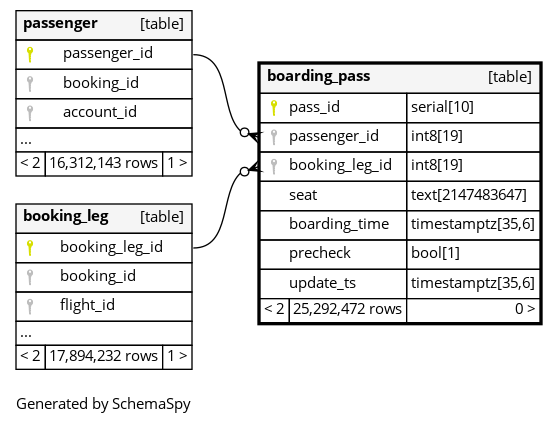 passenger [table]
passenger_id
booking_id
account_id
...
< 2 16,312,143 rows 1 >
booking_leg [table]
booking_leg_id
booking_id
flight_id
...
< 2 17,894,232 rows 1 >
boarding_pass [table]
pass_id serial[10]
passenger_id int8[19]
booking_leg_id int8[19]
seat text[2147483647]
boarding_time timestamptz[35,6]
precheck bool[1]
update_ts timestamptz[35,6]
< 2 25,292,472 rows 0 >
Generated by SchemaSpy